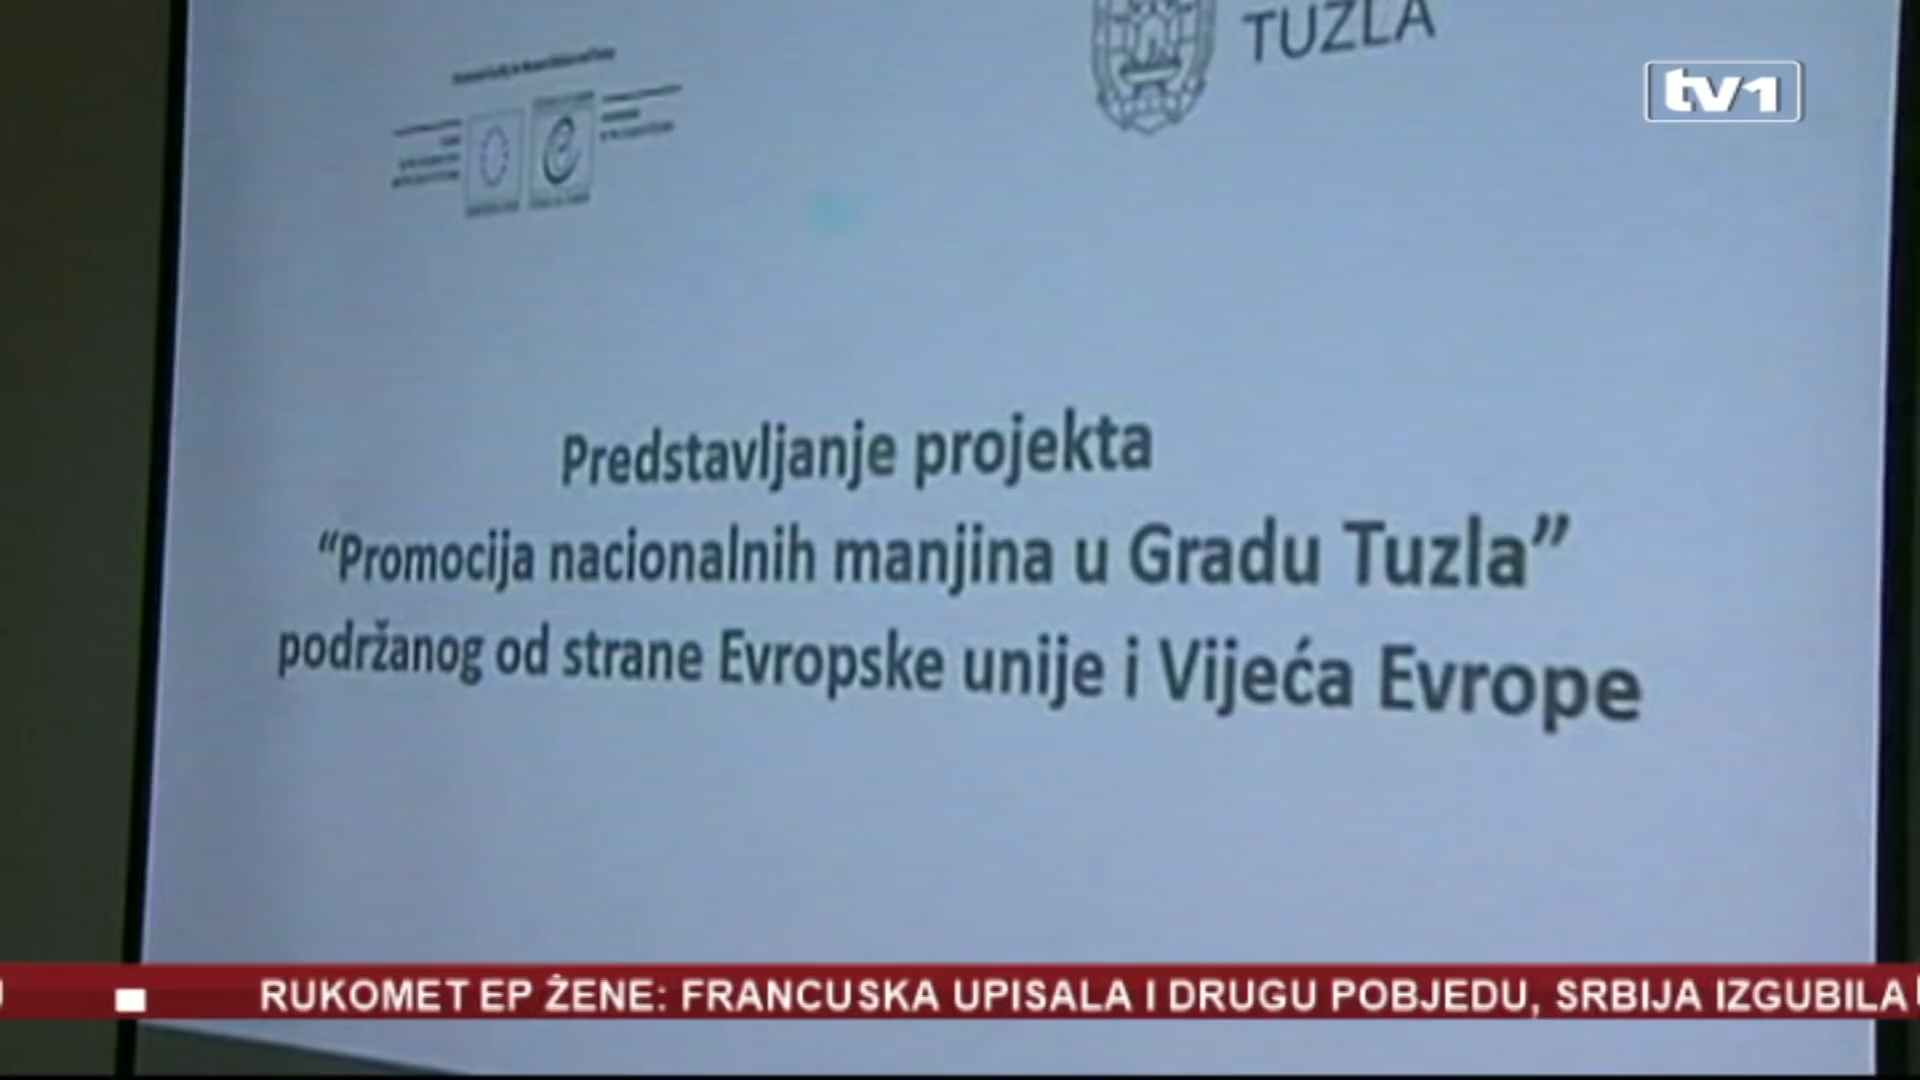 TUZLA
tv1
Predstavljanje projekta
“Promocija nacionalnih manjina u Gradu Tuzla”
podržanog od strane Evropske unije i Vijeća Evrope
RUKOMET EP ŽENE: FRANCUSKA UPISALA I DRUGU POBJEDU, SRBIJA IZGUBILA